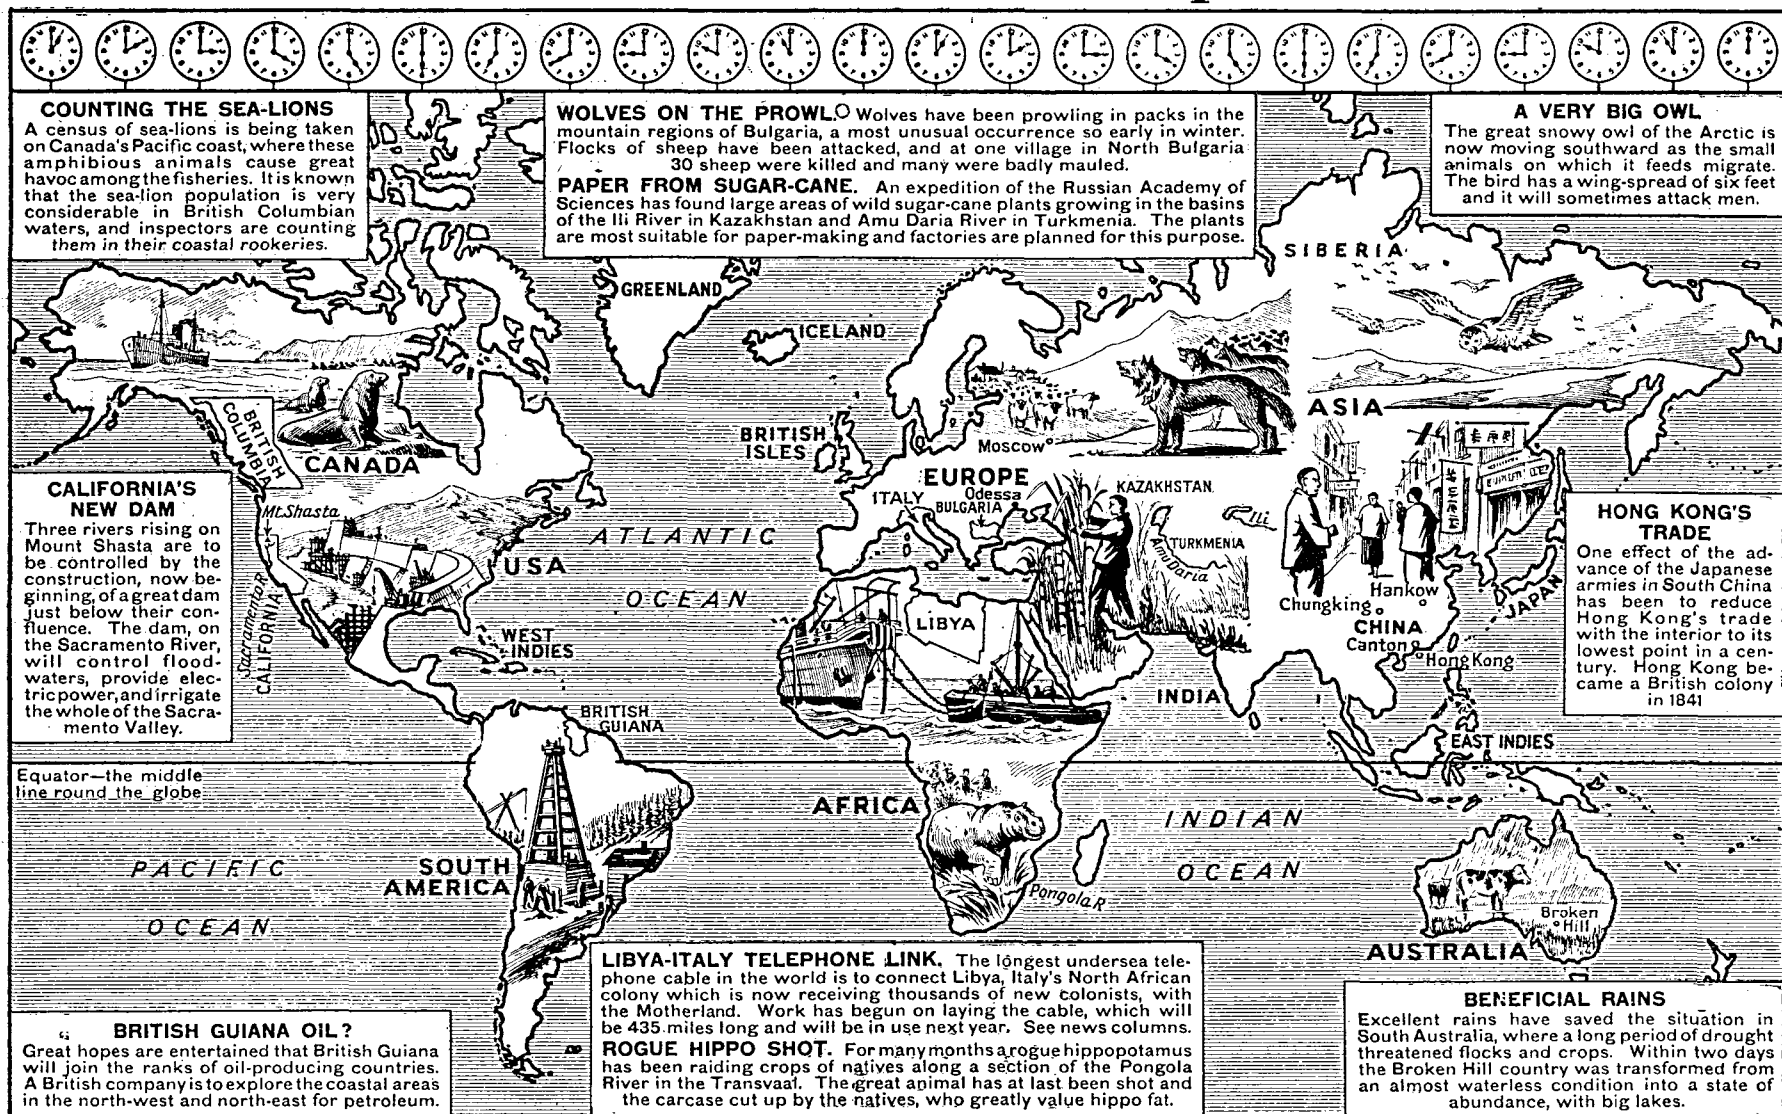 COUNTING THE SEA-LIONS
A census of sea-lions is being taken
on Canada's Pacific coast, where these
amphibious animals cause great
havoc among the fisheries. It is known
that the sea-lion population is very
considerable in British Columbian
waters, and inspectors are counting
them in their coastal rookeries.
WOLVES ON THE PROWL. Wolves have been prowling in packs in the
mountain regions of Bulgaria, a most unusual occurrence so early in winter.
Flocks of sheep have been attacked, and at one village in North Bulgaria
30 sheep were killed and many were badly mauled.
PAPER FROM SUGAR-CANE. An expedition of the Russian Academy of
Sciences has found large areas of wild sugar-cane plants growing in the basins
of the Ili River in Kazakhstan and Amu Daria River in Turkmenia. The plants
are most suitable for paper-making and factories are planned for this purpose.
A VERY BIG OWL
The great snowy owl of the Arctic is
now moving southward as the small
animals on which it feeds migrate.
The bird has a wing-spread of six feet
and it will sometimes attack men.
SIBERIA
GREENLAND
ICELAND
ASIA
BRITISH
COLUMBIA
CANADA
BRITISH
ISLES
Moscow
EUROPE
ITALY
Odessa
BULGARIA
KAZAKHSTAN
Ili
TURKMENIA
Amu Daria
CALIFORNIA'S
NEW DAM
Three rivers rising on
Mount Shasta are to
be controlled by the
construction, now be-
ginning, of a great dam
just below their con-
fluence. The dam, on
the Sacramento River,
will control flood-
waters, provide elec-
tric power, and irrigate
the whole of the Sacra-
mento Valley.
Mt. Shasta
Sacramento R
CALIFORNIA
USA
ATLANTIC
OCEAN
WEST
INDIES
LIBYA
Chungking
Hankow
CHINA
Canton
Hong Kong
JAPAN
INDIA
HONG KONG'S
TRADE
One effect of the ad-
vance of the Japanese
armies in South China
has been to reduce
Hong Kong's trade
with the interior to its
lowest point in a cen-
tury. Hong Kong be-
came a British colony
in 1841
BRITISH
GUIANA
EAST INDIES
Equator—the middle
line round the globe
AFRICA
INDIAN
OCEAN
PACIFIC
OCEAN
SOUTH
AMERICA
Pongola R
Broken
Hill
AUSTRALIA
BRITISH GUIANA OIL?
Great hopes are entertained that British Guiana
will join the ranks of oil-producing countries.
A British company is to explore the coastal areas
in the north-west and north-east for petroleum.
LIBYA-ITALY TELEPHONE LINK. The longest undersea tele-
phone cable in the world is to connect Libya, Italy's North African
colony which is now receiving thousands of new colonists, with
the Motherland. Work has begun on laying the cable, which will
be 435 miles long and will be in use next year. See news columns.
ROGUE HIPPO SHOT. For many months a rogue hippopotamus
has been raiding crops of natives along a section of the Pongola
River in the Transvaal. The great animal has at last been shot and
the carcase cut up by the natives, who greatly value hippo fat.
BENEFICIAL RAINS
Excellent rains have saved the situation in
South Australia, where a long period of drought
threatened flocks and crops. Within two days
the Broken Hill country was transformed from
an almost waterless condition into a state of
abundance, with big lakes.